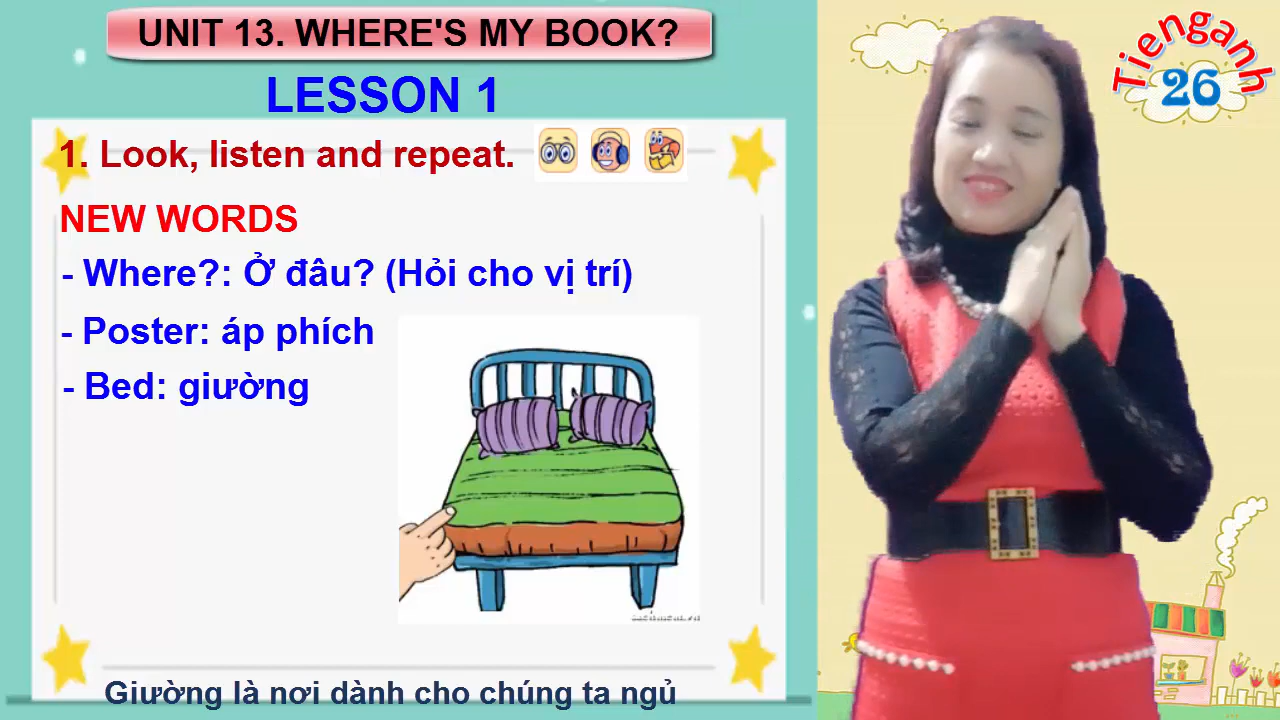 UNIT 13. WHERE'S MY BOOK?
LESSON 1
1. Look, listen and repeat.
NEW WORDS
- Where?: Ở đâu? (Hỏi cho vị trí)
- Poster: áp phích
- Bed: giường
Giường là nơi dành cho chúng ta ngủ
Tienganh
26